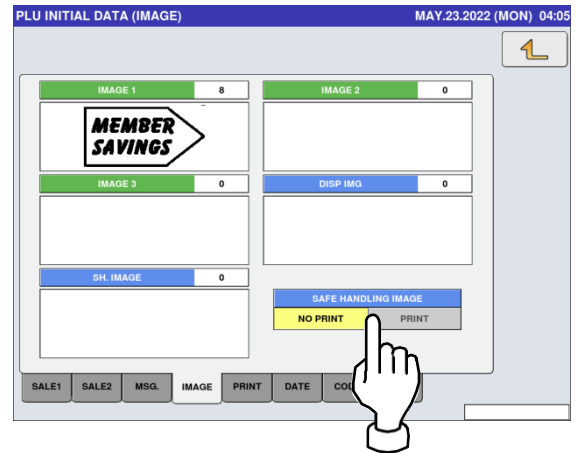 PLU INITIAL DATA (IMAGE) MAY.23.2022 (MON) 04:05
IMAGE 1 8 IMAGE 2 0
MEMBER
SAVINGS
IMAGE 3 0 DISP IMG 0
SH. IMAGE 0
SAFE HANDLING IMAGE
NO PRINT PRINT
SALE1 SALE2 MSG. IMAGE PRINT DATE